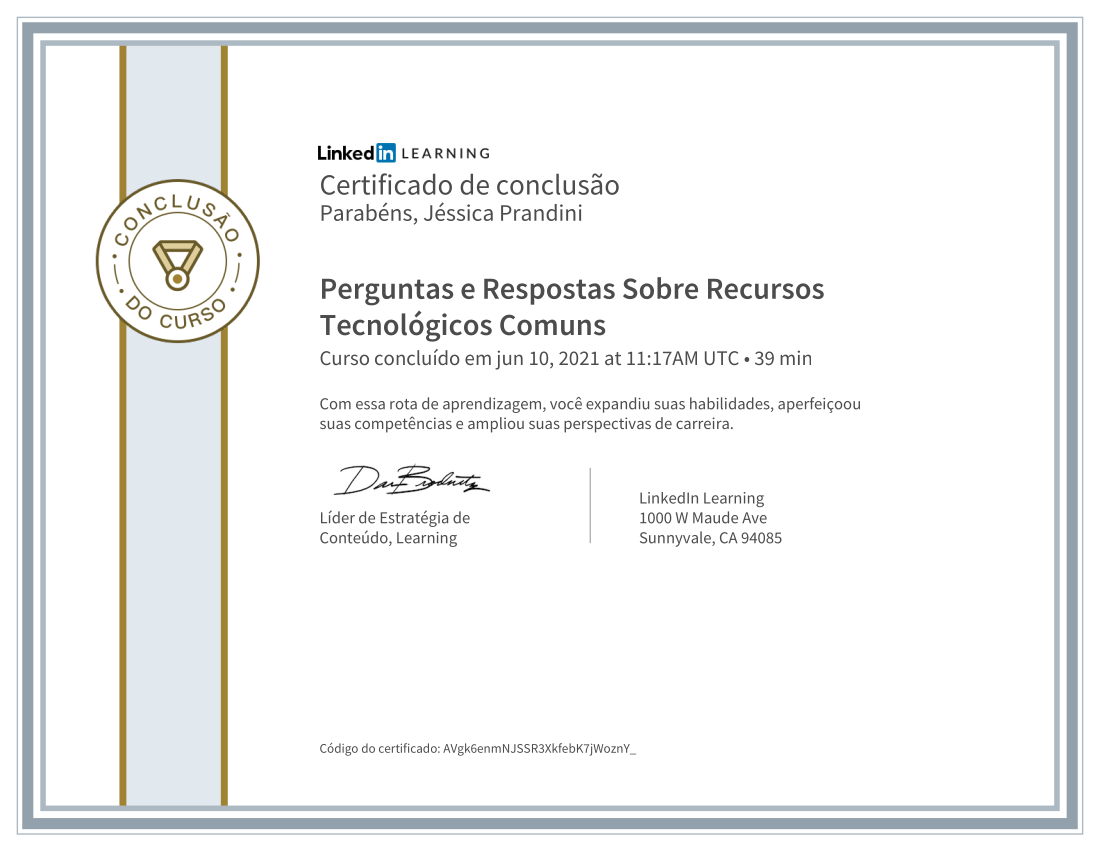 LinkedIn LEARNING
Certificado de conclusão
Parabéns, Jéssica Prandini
CONCLUSÃO
DO CURSO
Perguntas e Respostas Sobre Recursos
Tecnológicos Comuns
Curso concluído em jun 10, 2021 at 11:17AM UTC • 39 min
Com essa rota de aprendizagem, você expandiu suas habilidades, aperfeiçoou
suas competências e ampliou suas perspectivas de carreira.
Líder de Estratégia de
Conteúdo, Learning
LinkedIn Learning
1000 W Maude Ave
Sunnyvale, CA 94085
Código do certificado: AVgk6enmNJSSR3XkfebK7jWoznY_